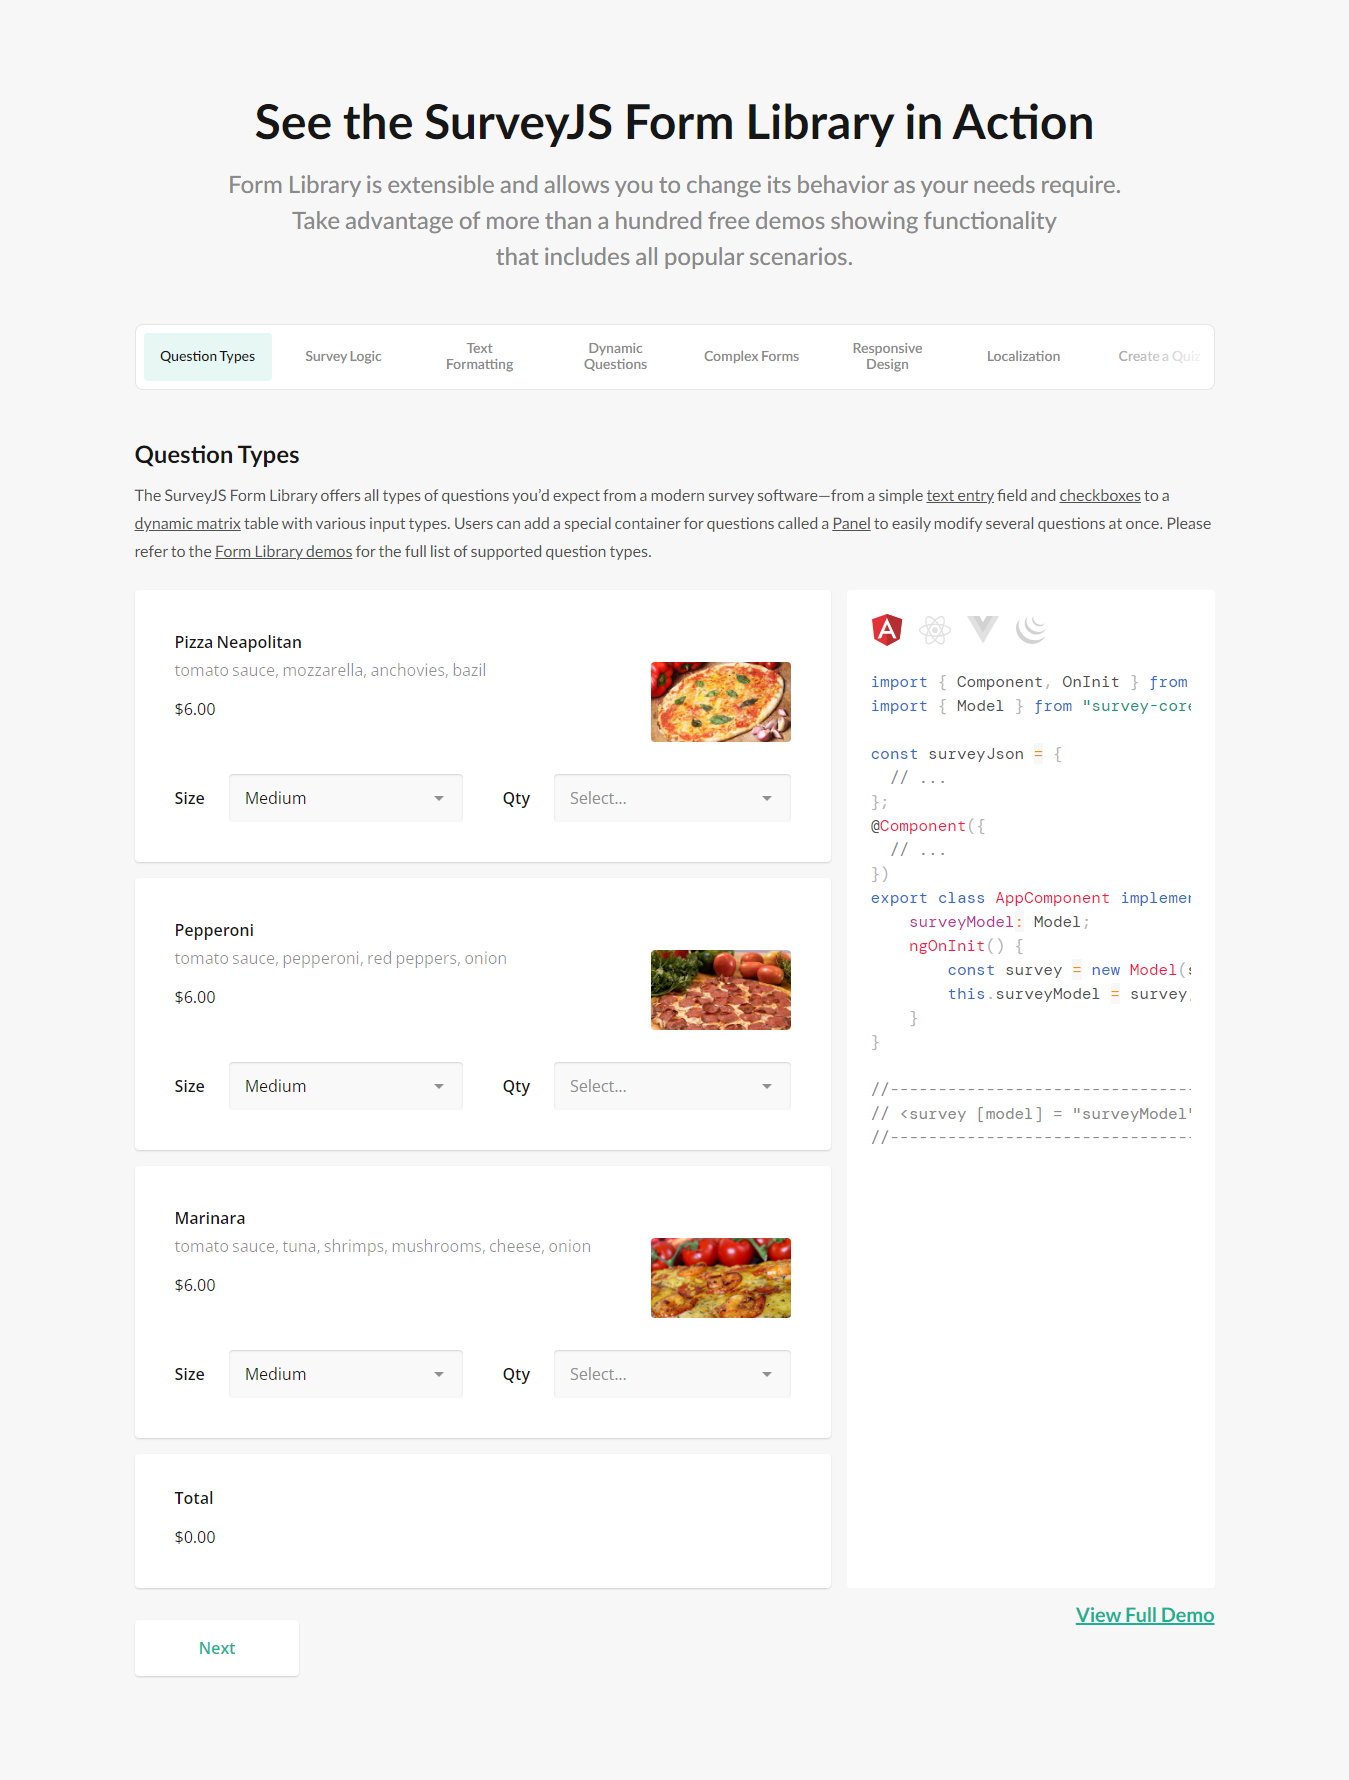 See the SurveyJS Form Library in Action
Form Library is extensible and allows you to change its behavior as your needs require.
Take advantage of more than a hundred free demos showing functionality
that includes all popular scenarios.
Question Types
Survey Logic
Text
Formatting
Dynamic
Questions
Complex Forms
Responsive
Design
Localization
Create a Quiz
Question Types
The SurveyJS Form Library offers all types of questions you'd expect from a modern survey software—from a simple text entry field and checkboxes to a
dynamic matrix table with various input types. Users can add a special container for questions called a Panel to easily modify several questions at once. Please
refer to the Form Library demos for the full list of supported question types.
Pizza Neapolitan
tomato sauce, mozzarella, anchovies, bazil
$6.00
Size Medium Qty Select...
Pepperoni
tomato sauce, pepperoni, red peppers, onion
$6.00
Size Medium Qty Select...
Marinara
tomato sauce, tuna, shrimps, mushrooms, cheese, onion
$6.00
Size Medium Qty Select...
Total
$0.00
Next
import { Component, OnInit } from
import { Model } from "survey-core
const surveyJson = {
// ...
};
@Component({
// ...
})
export class AppComponent implemen
surveyModel: Model;
ngOnInit() {
const survey = new Model(s
this.surveyModel = survey
}
}
//--------------------------------
// <survey [model] = "surveyModel"
//--------------------------------
View Full Demo